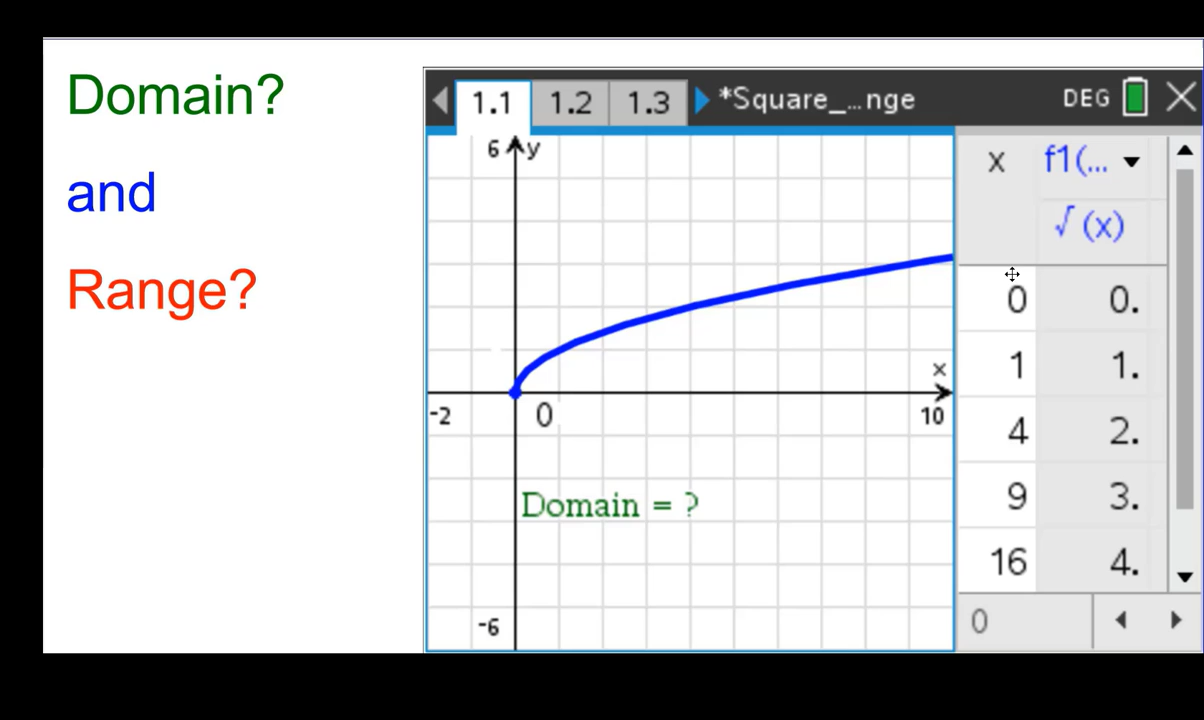 Domain?
and
Range?
1.1 1.2 1.3 *Square_...nge DEG
6 y
x
-2 0 10
Domain = ?
-6
x f1(...
√(x)
0 0.
1 1.
4 2.
9 3.
16 4.
0